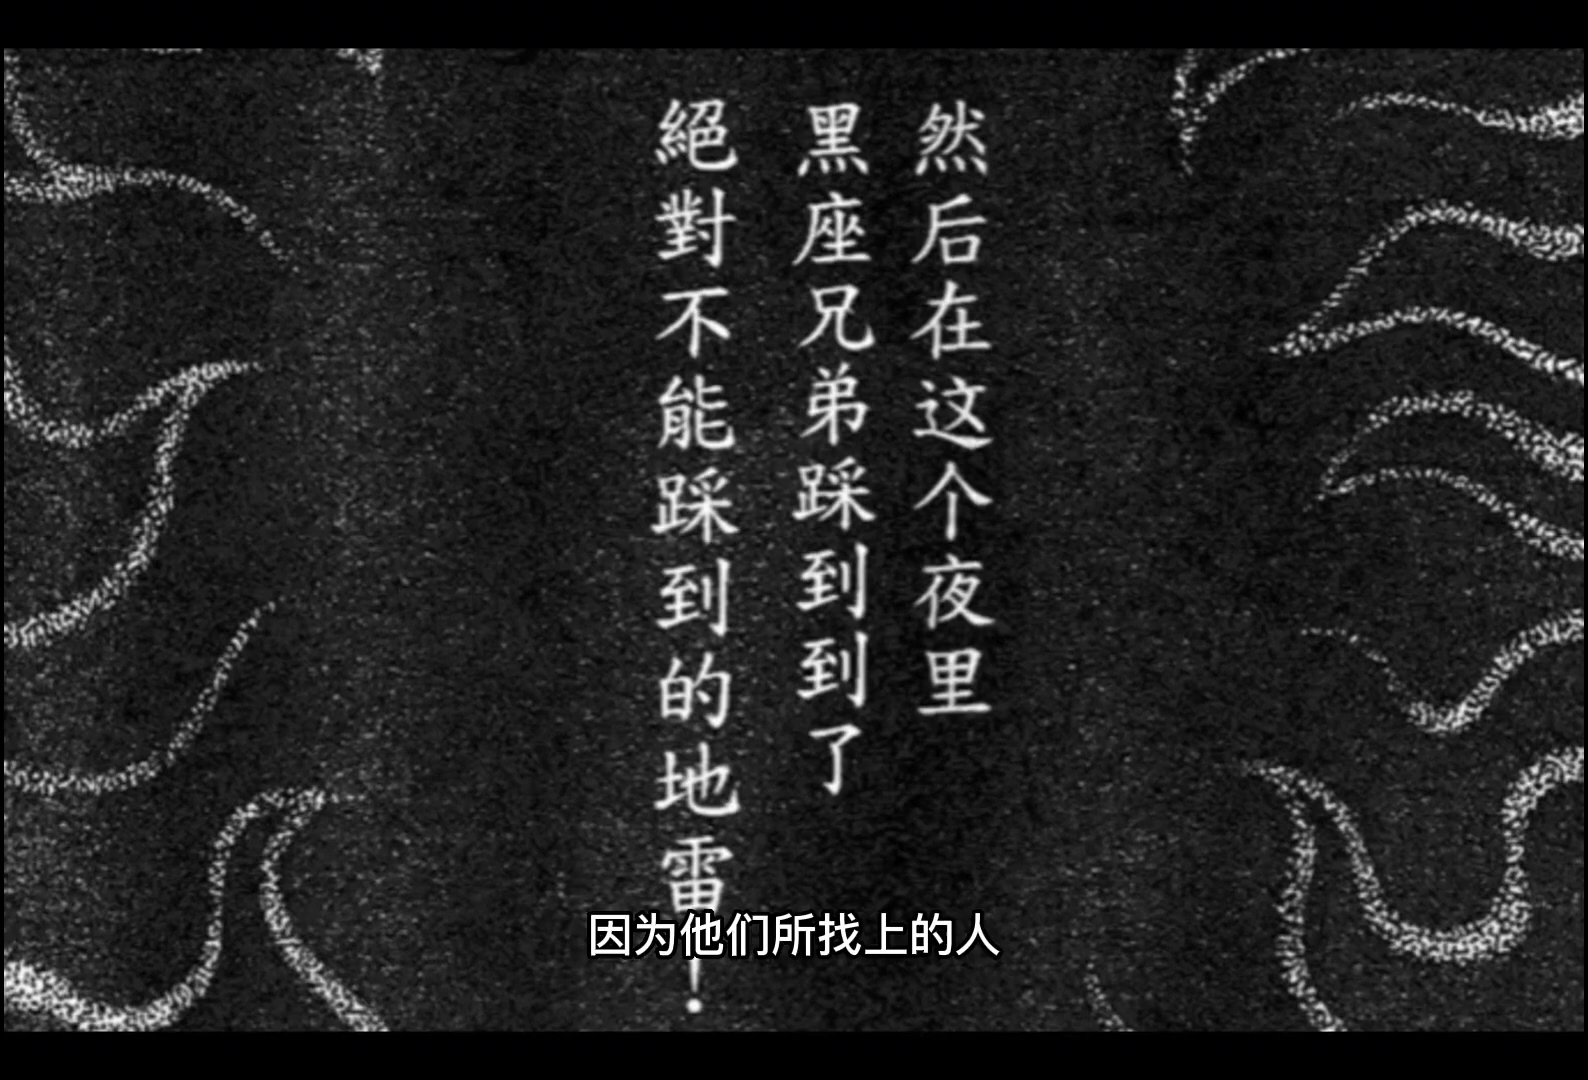 然后在这个夜里
黑座兄弟踩到到了
絕對不能踩到的地雷！
因为他们所找上的人